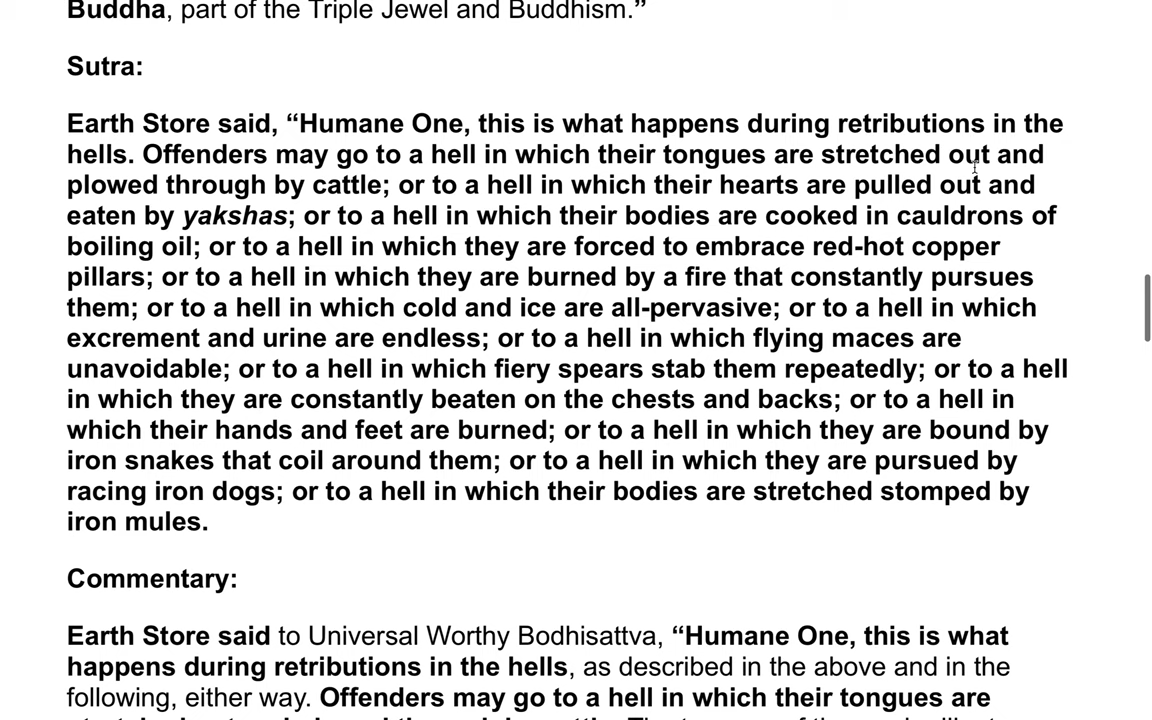 Buddha, part of the Triple Jewel and Buddhism.”
Sutra:
Earth Store said, “Humane One, this is what happens during retributions in the
hells. Offenders may go to a hell in which their tongues are stretched out and
plowed through by cattle; or to a hell in which their hearts are pulled out and
eaten by yakshas; or to a hell in which their bodies are cooked in cauldrons of
boiling oil; or to a hell in which they are forced to embrace red-hot copper
pillars; or to a hell in which they are burned by a fire that constantly pursues
them; or to a hell in which cold and ice are all-pervasive; or to a hell in which
excrement and urine are endless; or to a hell in which flying maces are
unavoidable; or to a hell in which fiery spears stab them repeatedly; or to a hell
in which they are constantly beaten on the chests and backs; or to a hell in
which their hands and feet are burned; or to a hell in which they are bound by
iron snakes that coil around them; or to a hell in which they are pursued by
racing iron dogs; or to a hell in which their bodies are stretched stomped by
iron mules.
Commentary:
Earth Store said to Universal Worthy Bodhisattva, “Humane One, this is what
happens during retributions in the hells, as described in the above and in the
following, either way. Offenders may go to a hell in which their tongues are